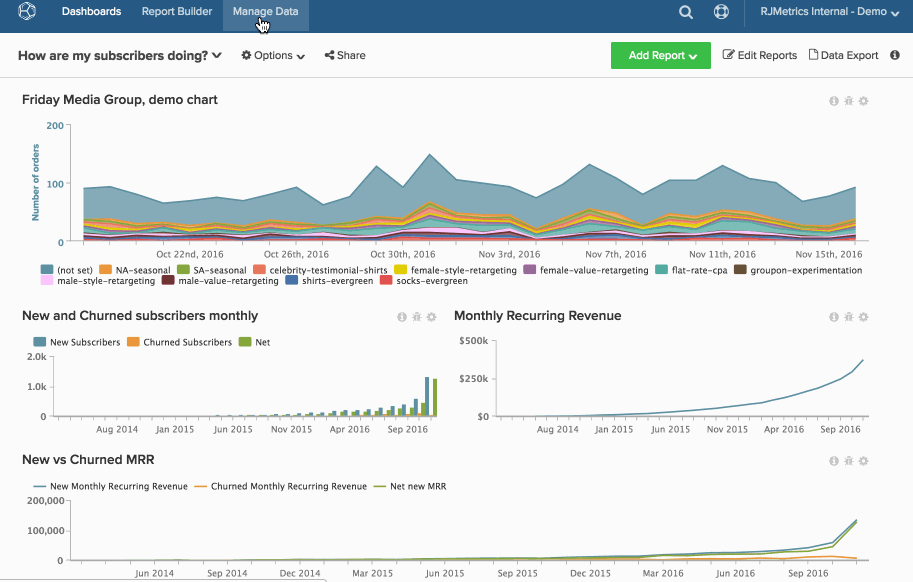 Dashboards Report Builder Manage Data RJMetrics Internal - Demo
How are my subscribers doing? Options Share Add Report Edit Reports Data Export
Friday Media Group, demo chart
Number of orders
200
100
0
Oct 22nd, 2016 Oct 26th, 2016 Oct 30th, 2016 Nov 3rd, 2016 Nov 7th, 2016 Nov 11th, 2016 Nov 15th, 2016
(not set) NA-seasonal SA-seasonal celebrity-testimonial-shirts female-style-retargeting female-value-retargeting flat-rate-cpa groupon-experimentation
male-style-retargeting male-value-retargeting shirts-evergreen socks-evergreen
New and Churned subscribers monthly
New Subscribers Churned Subscribers Net
2.0k
1.0k
0
Aug 2014 Jan 2015 Jun 2015 Nov 2015 Apr 2016 Sep 2016
Monthly Recurring Revenue
$500k
$250k
$0
Aug 2014 Jan 2015 Jun 2015 Nov 2015 Apr 2016 Sep 2016
New vs Churned MRR
New Monthly Recurring Revenue Churned Monthly Recurring Revenue Net new MRR
200,000
100,000
0
Jun 2014 Sep 2014 Dec 2014 Mar 2015 Jun 2015 Sep 2015 Dec 2015 Mar 2016 Jun 2016 Sep 2016